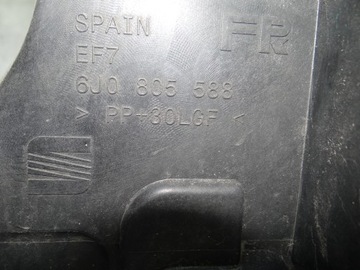 SPAIN FR
EF7
6J0 805 588
> PP-30LGF <